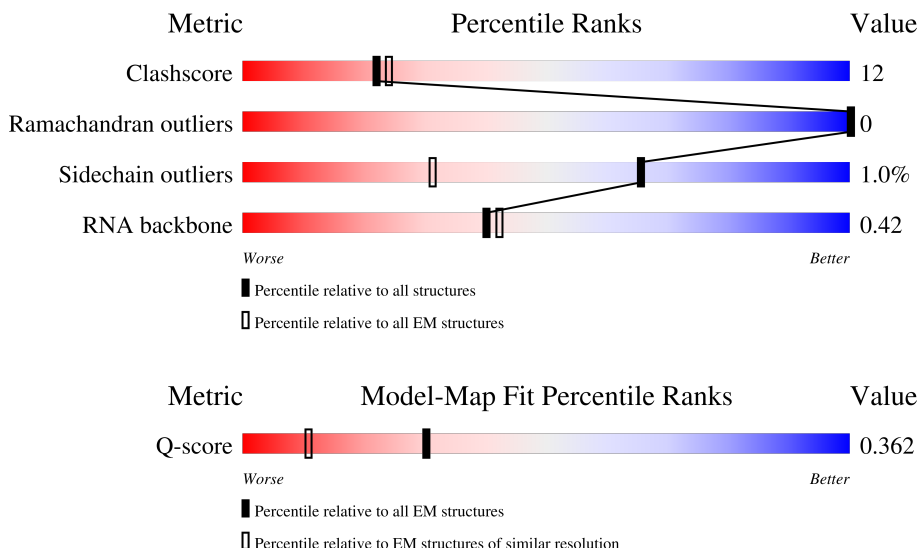 Metric Percentile Ranks Value
Clashscore 12
Ramachandran outliers 0
Sidechain outliers 1.0%
RNA backbone 0.42
Worse Better
Percentile relative to all structures
Percentile relative to all EM structures
Metric Model-Map Fit Percentile Ranks Value
Q-score 0.362
Worse Better
Percentile relative to all EM structures
Percentile relative to EM structures of similar resolution